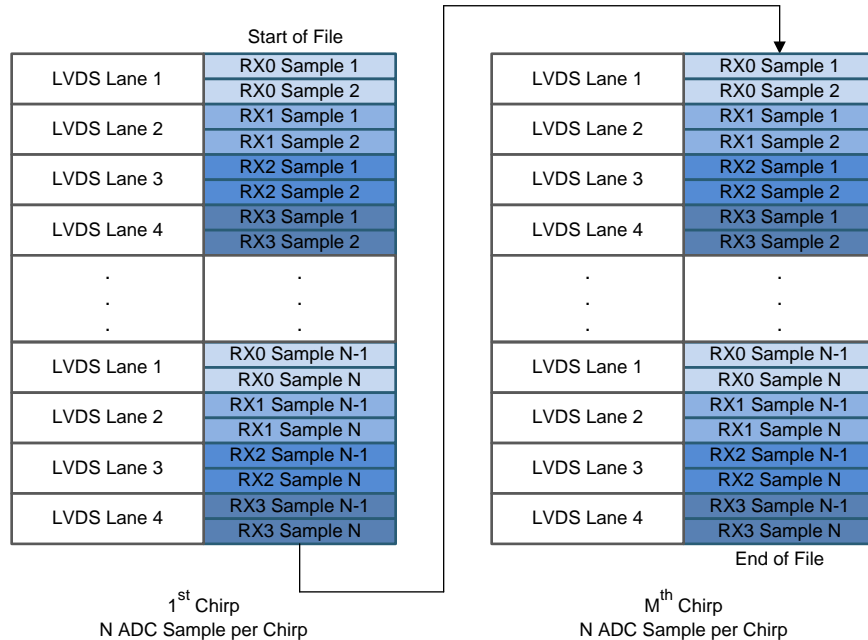 Start of File
LVDS Lane 1
RX0 Sample 1
RX0 Sample 2
LVDS Lane 2
RX1 Sample 1
RX1 Sample 2
LVDS Lane 3
RX2 Sample 1
RX2 Sample 2
LVDS Lane 4
RX3 Sample 1
RX3 Sample 2
. .
. .
. .
LVDS Lane 1
RX0 Sample N-1
RX0 Sample N
LVDS Lane 2
RX1 Sample N-1
RX1 Sample N
LVDS Lane 3
RX2 Sample N-1
RX2 Sample N
LVDS Lane 4
RX3 Sample N-1
RX3 Sample N
1st Chirp
N ADC Sample per Chirp
LVDS Lane 1
RX0 Sample 1
RX0 Sample 2
LVDS Lane 2
RX1 Sample 1
RX1 Sample 2
LVDS Lane 3
RX2 Sample 1
RX2 Sample 2
LVDS Lane 4
RX3 Sample 1
RX3 Sample 2
. .
. .
. .
LVDS Lane 1
RX0 Sample N-1
RX0 Sample N
LVDS Lane 2
RX1 Sample N-1
RX1 Sample N
LVDS Lane 3
RX2 Sample N-1
RX2 Sample N
LVDS Lane 4
RX3 Sample N-1
RX3 Sample N
End of File
Mth Chirp
N ADC Sample per Chirp